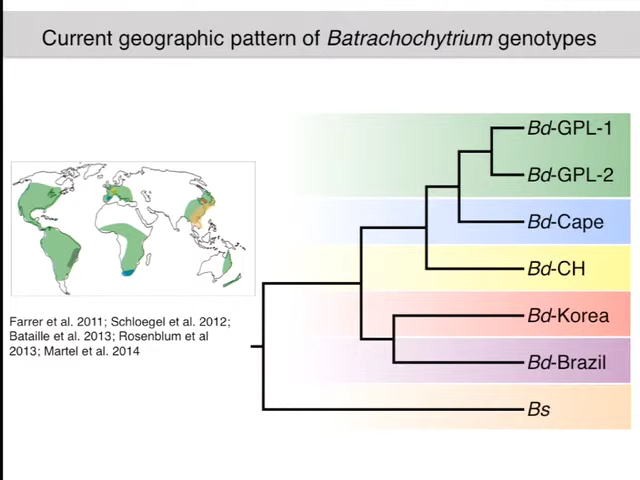 Current geographic pattern of Batrachochytrium genotypes
Bd-GPL-1
Bd-GPL-2
Bd-Cape
Bd-CH
Bd-Korea
Bd-Brazil
Bs
Farrer et al. 2011; Schloegel et al. 2012;
Bataille et al. 2013; Rosenblum et al
2013; Martel et al. 2014